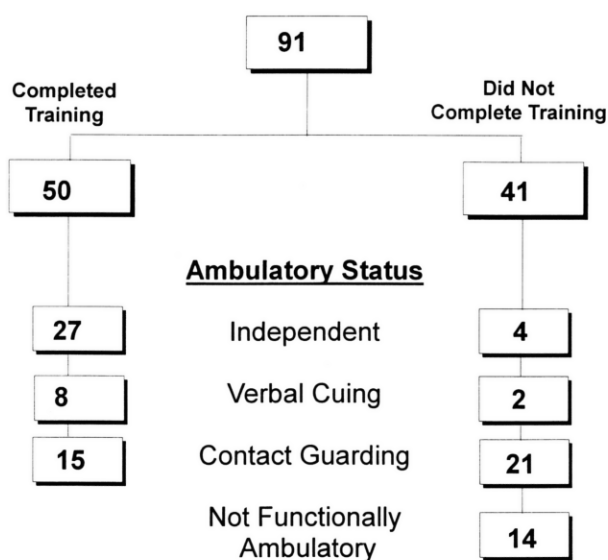 91
Completed
Training
Did Not
Complete Training
50
41
Ambulatory Status
27
Independent
4
8
Verbal Cuing
2
15
Contact Guarding
21
Not Functionally
Ambulatory
14